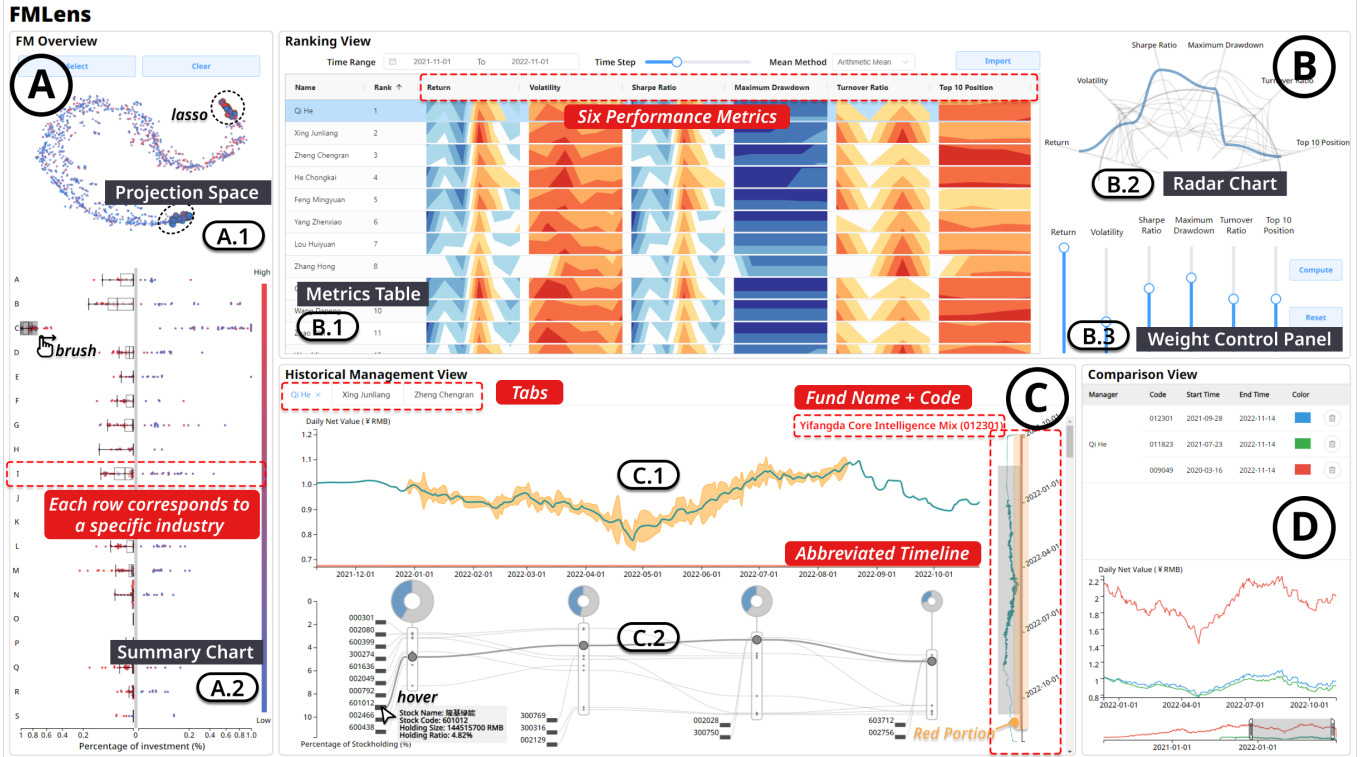 FMLens
FM Overview
Select
Clear
A
lasso
Projection Space
A.1
High
A
B
C
brush
D
E
F
G
H
I
Each row corresponds to
a specific industry
J
K
L
M
N
O
P
Summary Chart
Q
A.2
R
S
Low
1 0.8 0.6 0.4 0.2 0 0.2 0.4 0.6 0.8 1
Percentage of investment (%)
Ranking View
Time Range 2021-11-01 To 2022-11-01 Time Step Mean Method Arithmetic Mean Import
Name Rank Return Volatility Sharpe Ratio Maximum Drawdown Turnover Ratio Top 10 Position
Six Performance Metrics
Qi He 1
Xing Junliang 2
Zheng Chengran 3
He Chongkai 4
Feng Mingyuan 5
Yang Zhenxiao 6
Lou Huiyuan 7
Zhang Hong 8
Metrics Table
10
B.1
11
B
Sharpe Ratio Maximum Drawdown
Volatility
Return
Top 10 Position
B.2
Radar Chart
Return Volatility Sharpe Ratio Maximum Drawdown Turnover Ratio Top 10 Position
Compute
Reset
B.3
Weight Control Panel
Historical Management View
Qi He × Xing Junliang Zheng Chengran
Tabs
Fund Name + Code
C
Yifangda Core Intelligence Mix (012301)
Daily Net Value (¥RMB)
1.2
1.1
1.0
0.9
0.8
0.7
C.1
Abbreviated Timeline
2021-12-01 2022-01-01 2022-02-01 2022-03-01 2022-04-01 2022-05-01 2022-06-01 2022-07-01 2022-08-01 2022-09-01 2022-10-01
2022-01-01
2022-04-01
2022-07-01
2022-10-01
0
2
4
6
8
10
000301
002080
600399
300274
601636
002049
000792
601012
002466
600438
C.2
hover
Stock Name: 隆基绿能
Stock Code: 601012
Holding Size: 144515700 RMB
Holding Ratio: 4.82%
300769
300316
002129
002028
300750
603712
002756
Red Portion
Percentage of Stockholding (%)
Comparison View
Manager Code Start Time End Time Color
012301 2021-09-28 2022-11-14
Qi He 011823 2021-07-23 2022-11-14
009049 2020-03-16 2022-11-14
D
Daily Net Value (¥RMB)
2.2
2.0
1.8
1.6
1.4
1.2
1
0.8
2022-01-01 2022-04-01 2022-07-01 2022-10-01
2021-01-01 2022-01-01